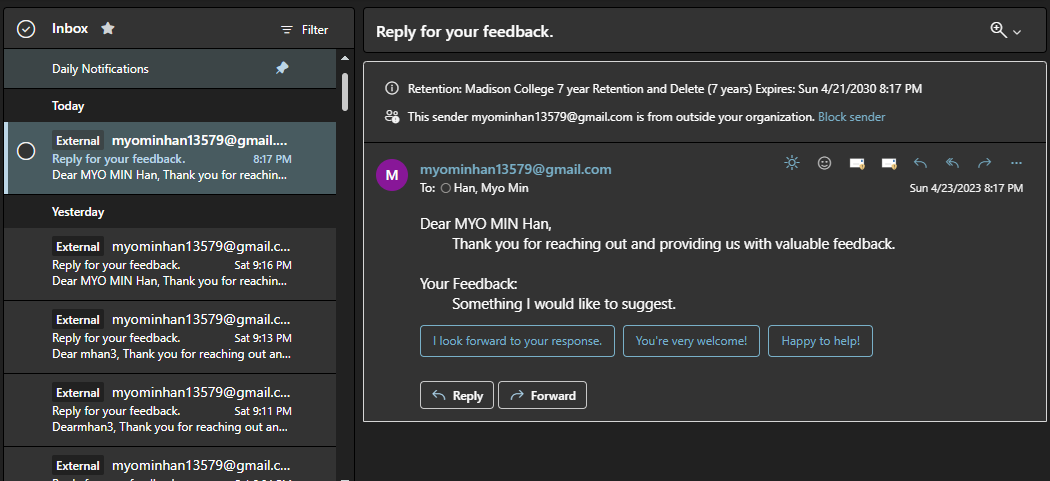 Inbox
Filter
Daily Notifications
Today
External myominhan13579@gmail....
Reply for your feedback. 8:17 PM
Dear MYO MIN Han, Thank you for reachin...
Yesterday
External myominhan13579@gmail.c...
Reply for your feedback. Sat 9:16 PM
Dear MYO MIN Han, Thank you for reachin...
External myominhan13579@gmail.c...
Reply for your feedback. Sat 9:13 PM
Dear mhan3, Thank you for reaching out an...
External myominhan13579@gmail.c...
Reply for your feedback. Sat 9:11 PM
Dearmhan3, Thank you for reaching out an...
External myominhan13579@gmail.c...
Reply for your feedback.
Retention: Madison College 7 year Retention and Delete (7 years) Expires: Sun 4/21/2030 8:17 PM
This sender myominhan13579@gmail.com is from outside your organization. Block sender
M
myominhan13579@gmail.com
To: Han, Myo Min
Sun 4/23/2023 8:17 PM
Dear MYO MIN Han,
Thank you for reaching out and providing us with valuable feedback.
Your Feedback:
Something I would like to suggest.
I look forward to your response. You're very welcome! Happy to help!
Reply Forward